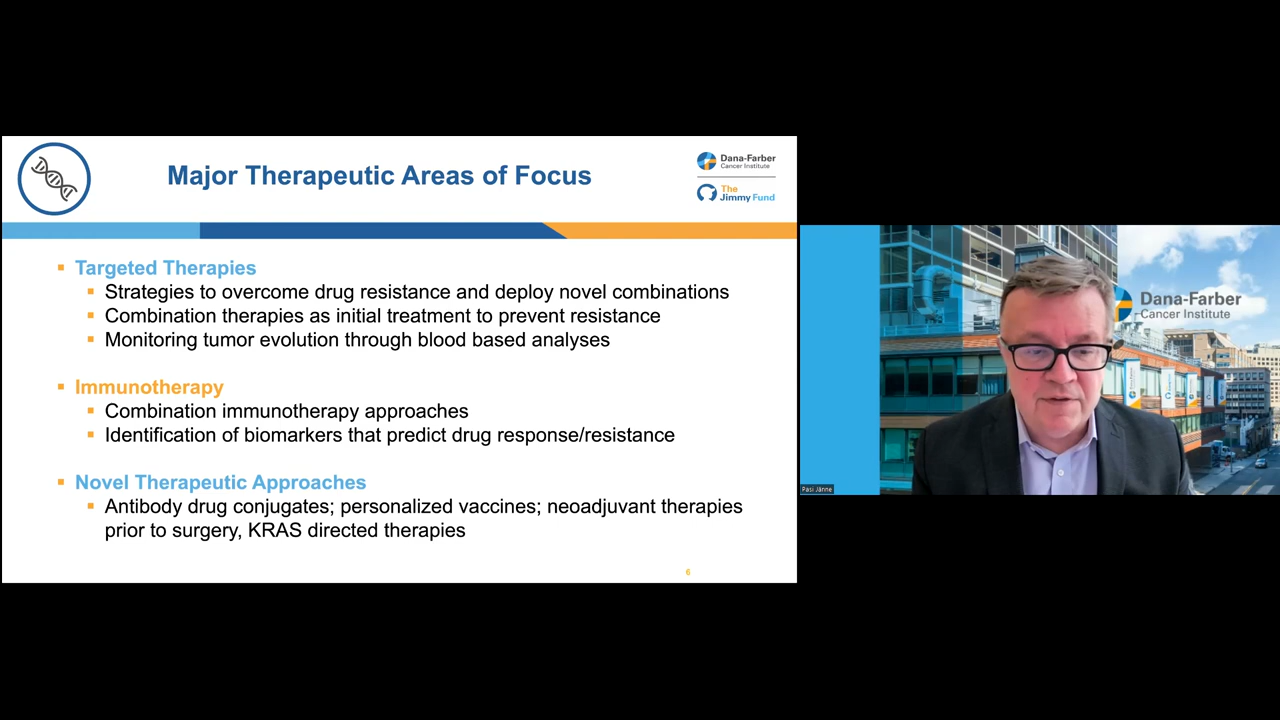 Major Therapeutic Areas of Focus
Dana-Farber
Cancer Institute
The
Jimmy Fund
Targeted Therapies
Strategies to overcome drug resistance and deploy novel combinations
Combination therapies as initial treatment to prevent resistance
Monitoring tumor evolution through blood based analyses
Immunotherapy
Combination immunotherapy approaches
Identification of biomarkers that predict drug response/resistance
Novel Therapeutic Approaches
Antibody drug conjugates; personalized vaccines; neoadjuvant therapies
prior to surgery, KRAS directed therapies
6
Dana-Farber
Cancer Institute
Pasi Jänne